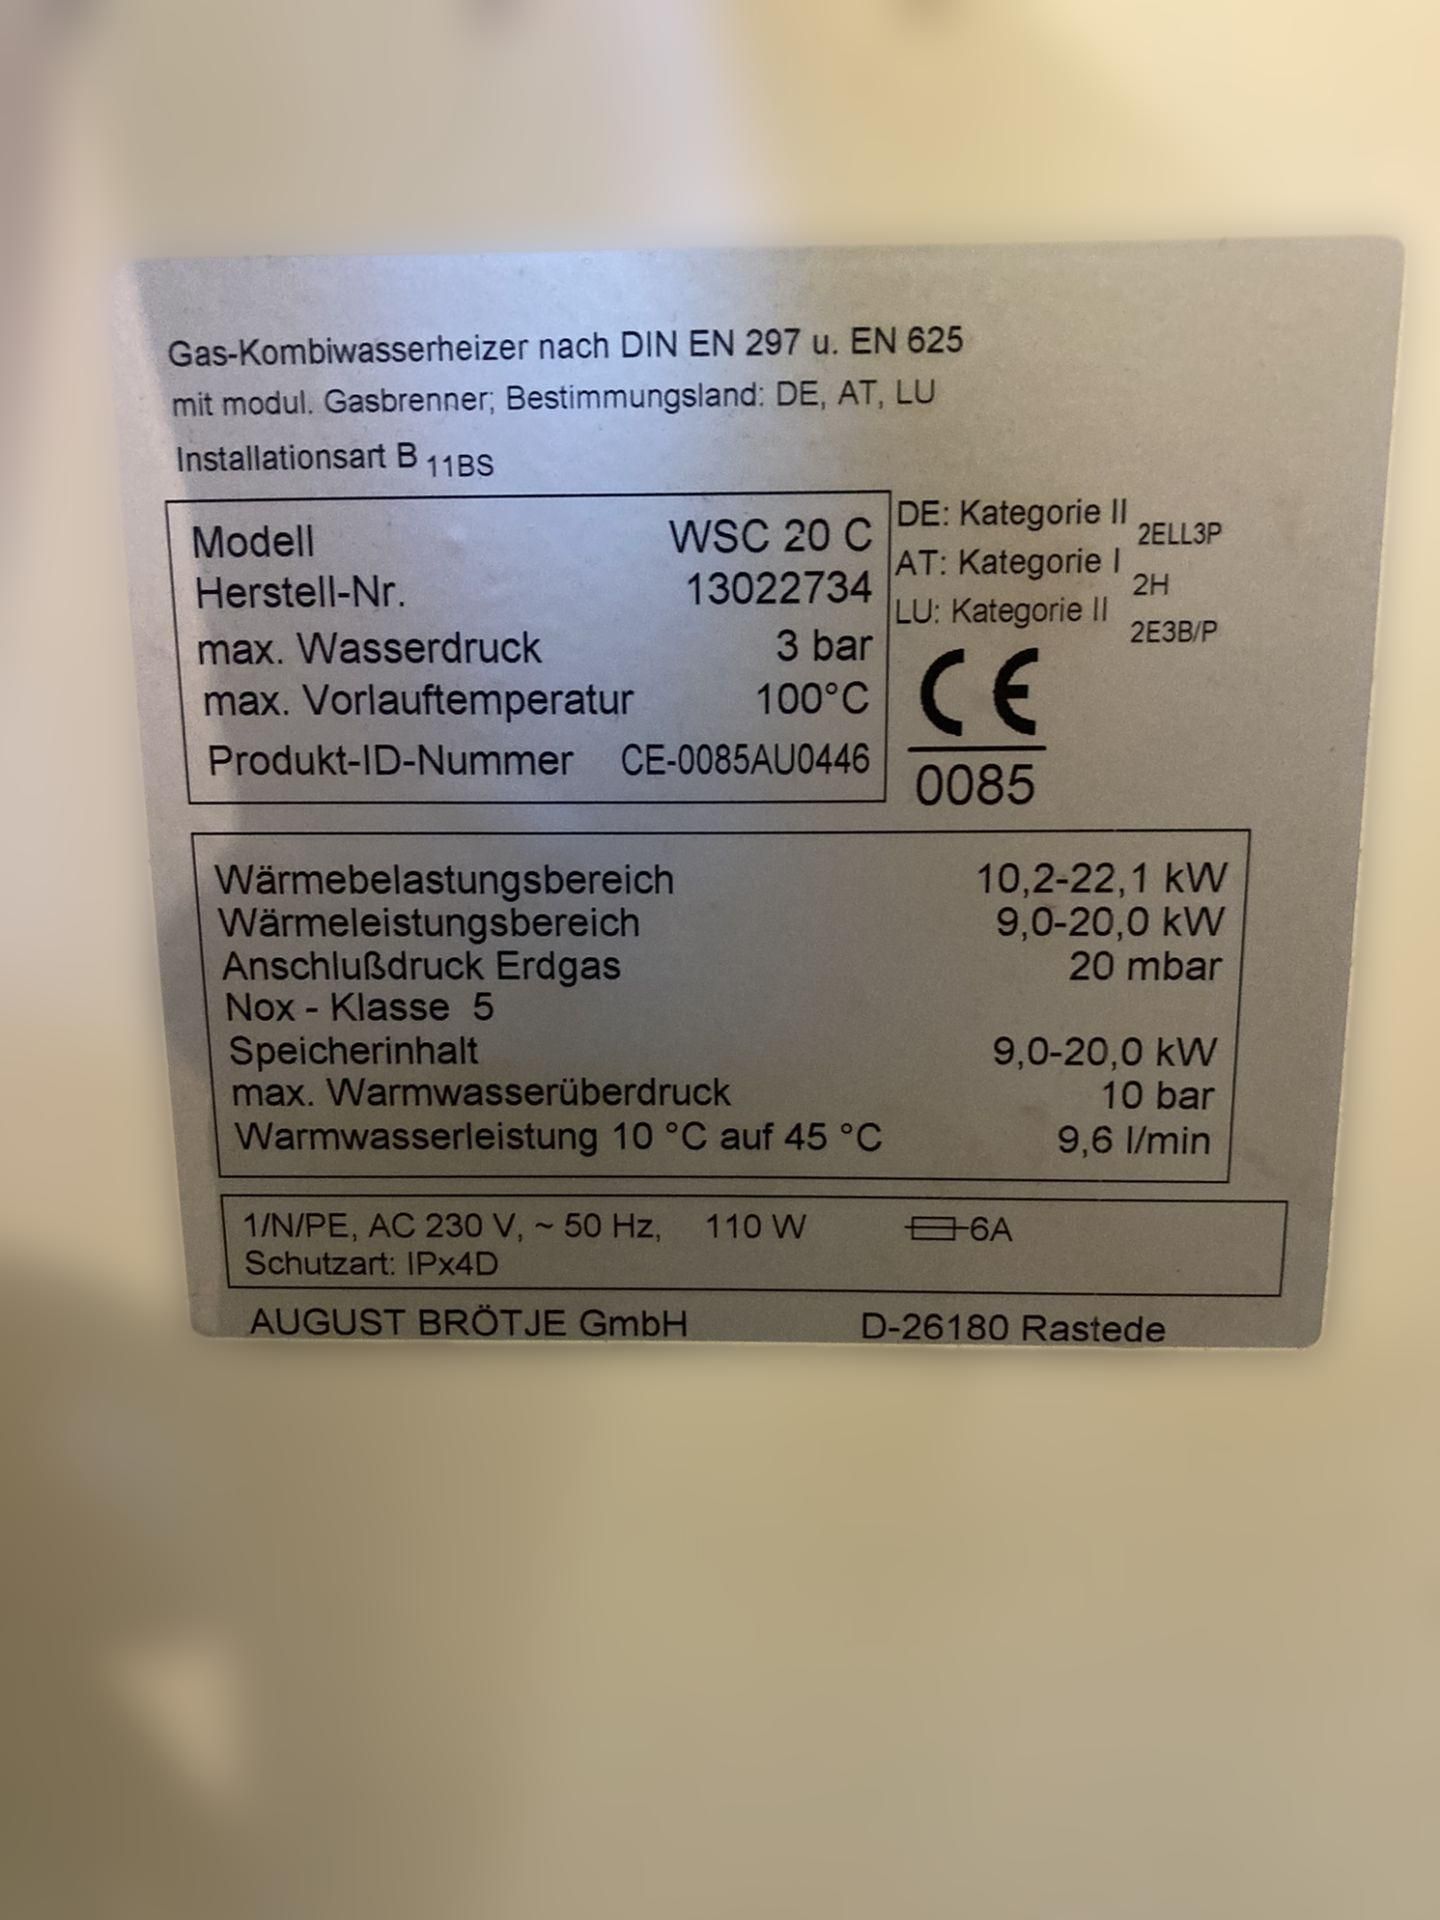 Gas-Kombiwasserheizer nach DIN EN 297 u. EN 625
mit modul. Gasbrenner; Bestimmungsland: DE, AT, LU
Installationsart B 11BS
Modell WSC 20 C
Herstell-Nr. 13022734
max. Wasserdruck 3 bar
max. Vorlauftemperatur 100°C
Produkt-ID-Nummer CE-0085AU0446
DE: Kategorie II 2ELL3P
AT: Kategorie I 2H
LU: Kategorie II 2E3B/P
CE
0085
Wärmebelastungsbereich 10,2-22,1 kW
Wärmeleistungsbereich 9,0-20,0 kW
Anschlußdruck Erdgas 20 mbar
Nox - Klasse 5
Speicherinhalt 9,0-20,0 kW
max. Warmwasserüberdruck 10 bar
Warmwasserleistung 10 °C auf 45 °C 9,6 l/min
1/N/PE, AC 230 V, ~ 50 Hz, 110 W 6A
Schutzart: IPx4D
AUGUST BRÖTJE GmbH D-26180 Rastede